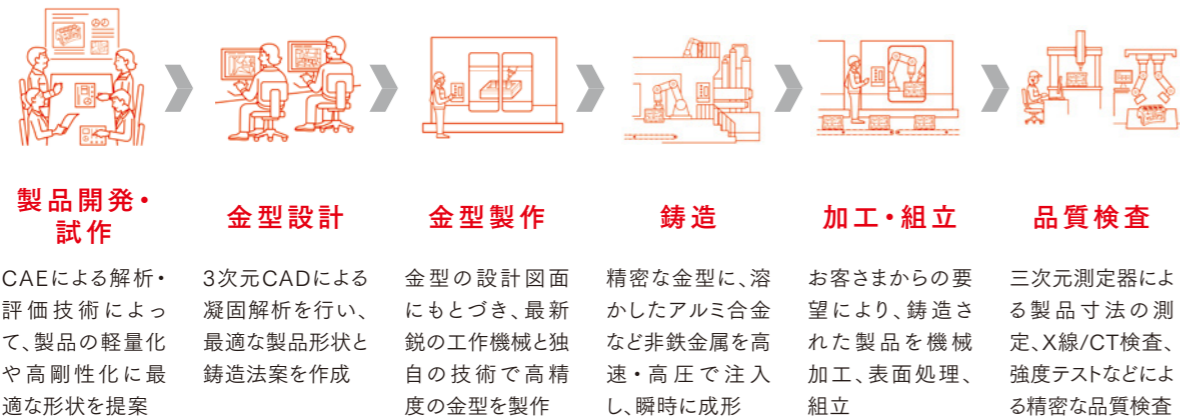 製品開発・
試作
CAEによる解析・
評価技術によっ
て、製品の軽量化
や高剛性化に最
適な形状を提案
金型設計
3次元CADによる
凝固解析を行い、
最適な製品形状と
鋳造法案を作成
金型製作
金型の設計図面
にもとづき、最新
鋭の工作機械と独
自の技術で高精
度の金型を製作
鋳造
精密な金型に、溶
かしたアルミ合金
など非鉄金属を高
速・高圧で注入
し、瞬時に成形
加工・組立
お客さまからの要
望により、鋳造さ
れた製品を機械
加工、表面処理、
組立
品質検査
三次元測定器によ
る製品寸法の測
定、X線/CT検査、
強度テストなどによ
る精密な品質検査